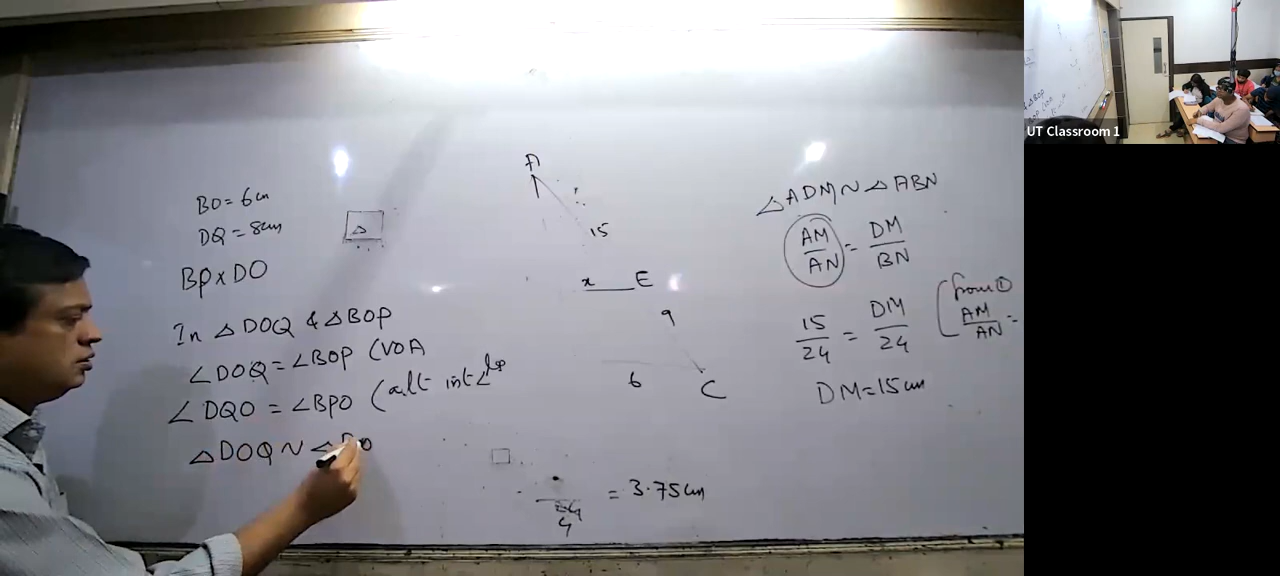 BO = 6cm
DQ = 8cm
BP x DO
In △DOQ & △BOP
∠DOQ = ∠BOP (VOA
∠DQO = ∠BPO (alt int ∠
△DOQ ~ △
△
A
15
x E
9
6 C
4
= 3.75cm
△ADM ~ △ABN
AM/AN = DM/BN
15/24 = DM/24 (from ①
AM/AN =
DM = 15cm
UT Classroom 1